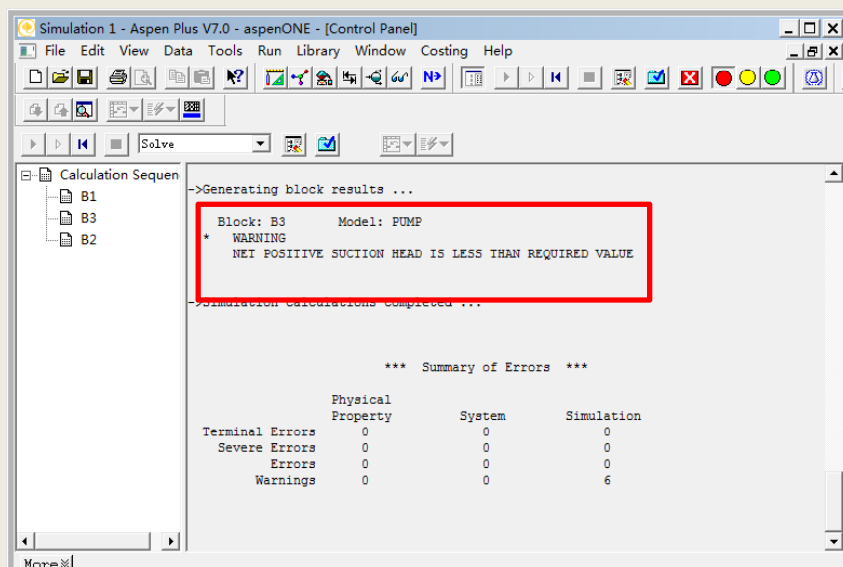 Simulation 1 - Aspen Plus V7.0 - aspenONE - [Control Panel]
File Edit View Data Tools Run Library Window Costing Help
N>
Solve
Calculation Sequen
B1
B3
B2
->Generating block results ...
Block: B3 Model: PUMP
* WARNING
NET POSITIVE SUCTION HEAD IS LESS THAN REQUIRED VALUE
->Simulation calculations completed ...
*** Summary of Errors ***
Physical
Property System Simulation
Terminal Errors 0 0 0
Severe Errors 0 0 0
Errors 0 0 0
Warnings 0 0 6
More